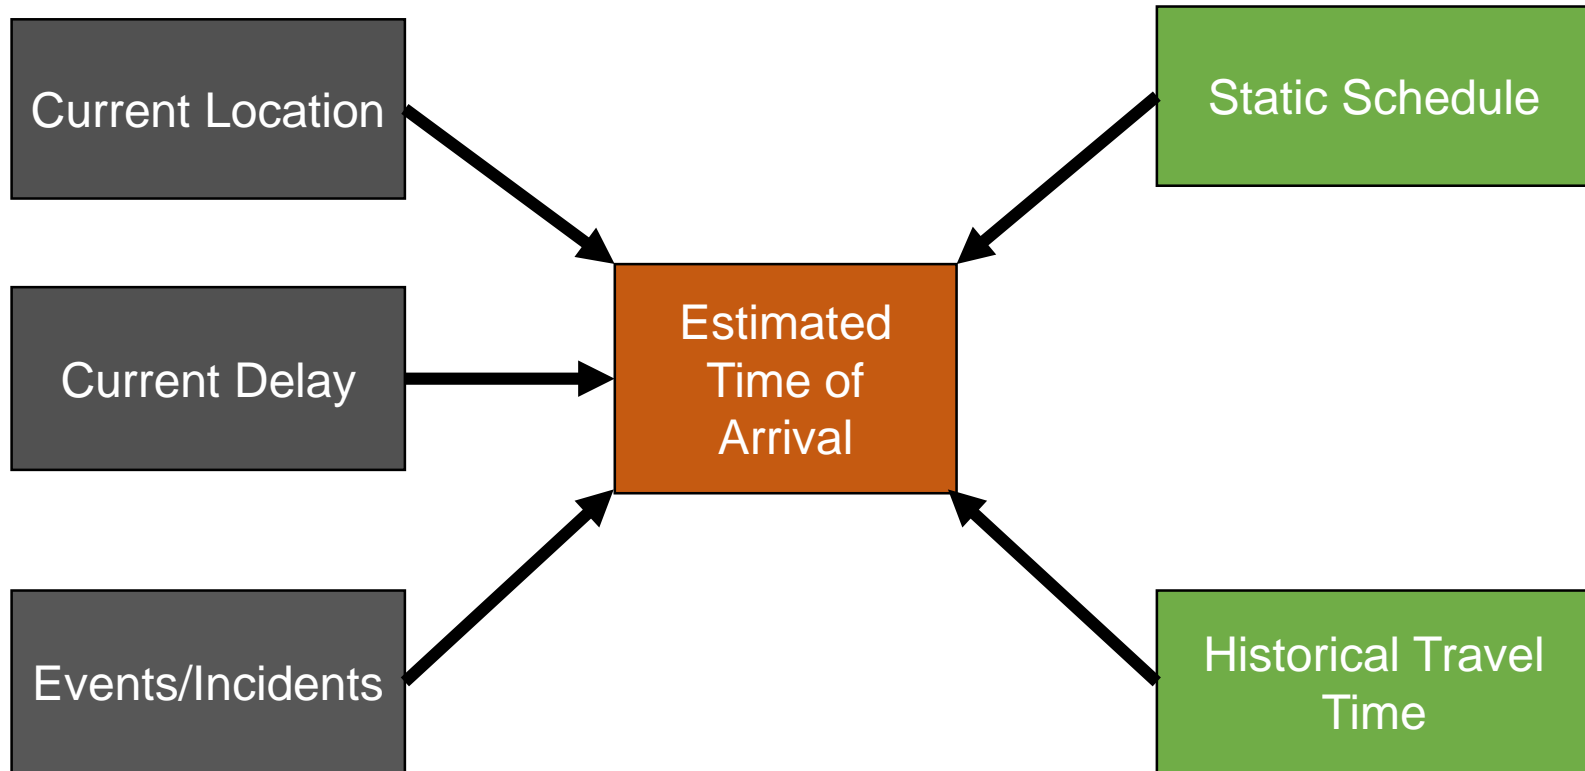 Current Location
Static Schedule
Current Delay
Estimated
Time of
Arrival
Events/Incidents
Historical Travel
Time